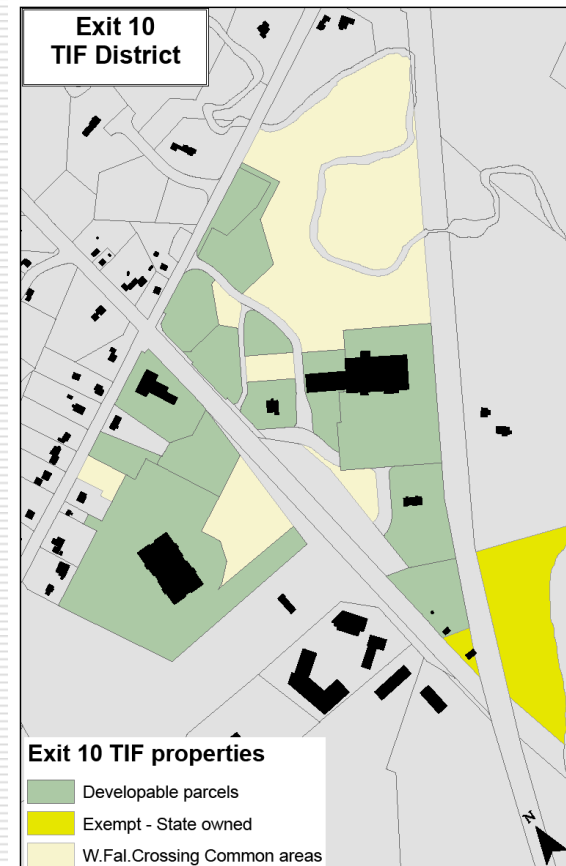 Exit 10
TIF District
Exit 10 TIF properties
Developable parcels
Exempt - State owned
W.Fal.Crossing Common areas
N